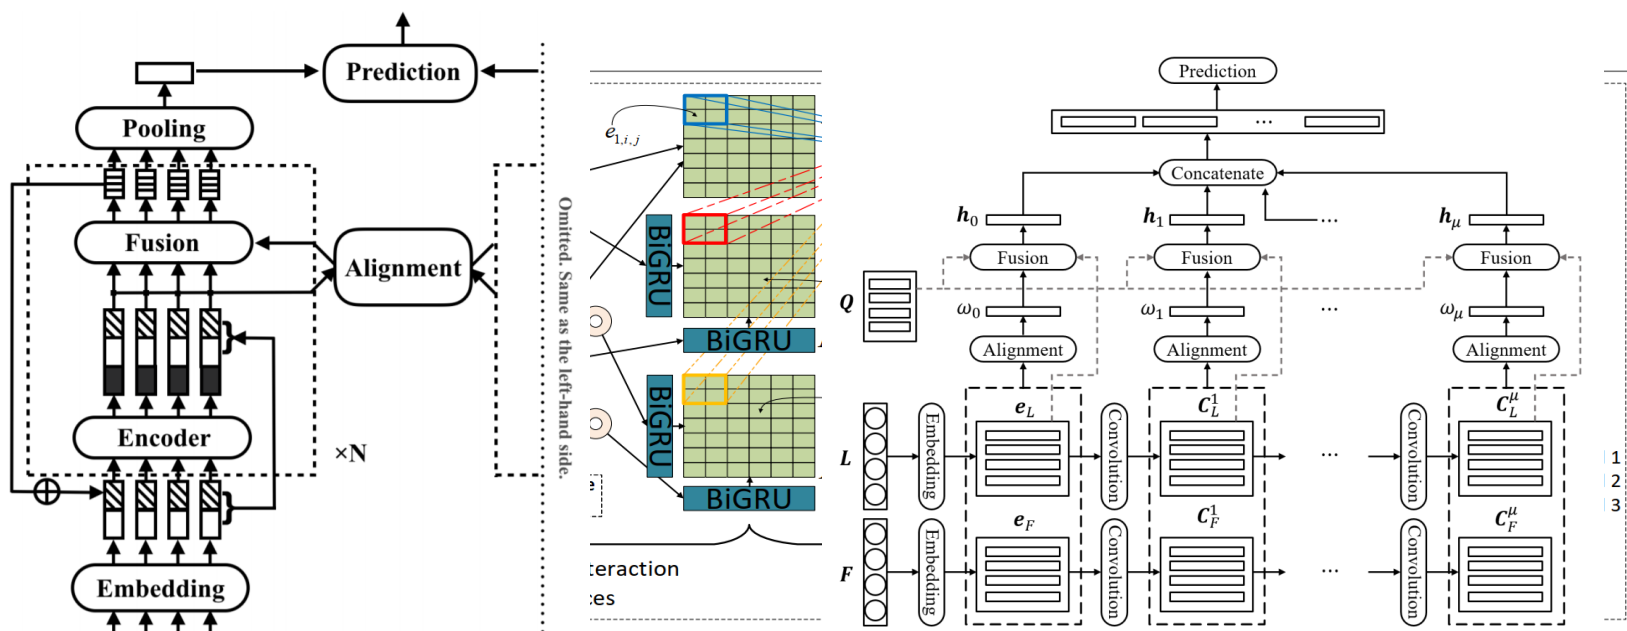 Prediction
Pooling
Fusion
Alignment
Encoder
×N
Embedding
Omitted. Same as the left-hand side.
e1,i,j
BiGRU
BiGRU
BiGRU
BiGRU
teraction
ces
Prediction
...
Concatenate
h0
h1
...
hμ
Fusion
Fusion
Fusion
Q
ω0
ω1
...
ωμ
Alignment
Alignment
Alignment
L
Embedding
eL
Convolution
C1L
...
Convolution
CμL
F
Embedding
eF
Convolution
C1F
...
Convolution
CμF
1
2
3